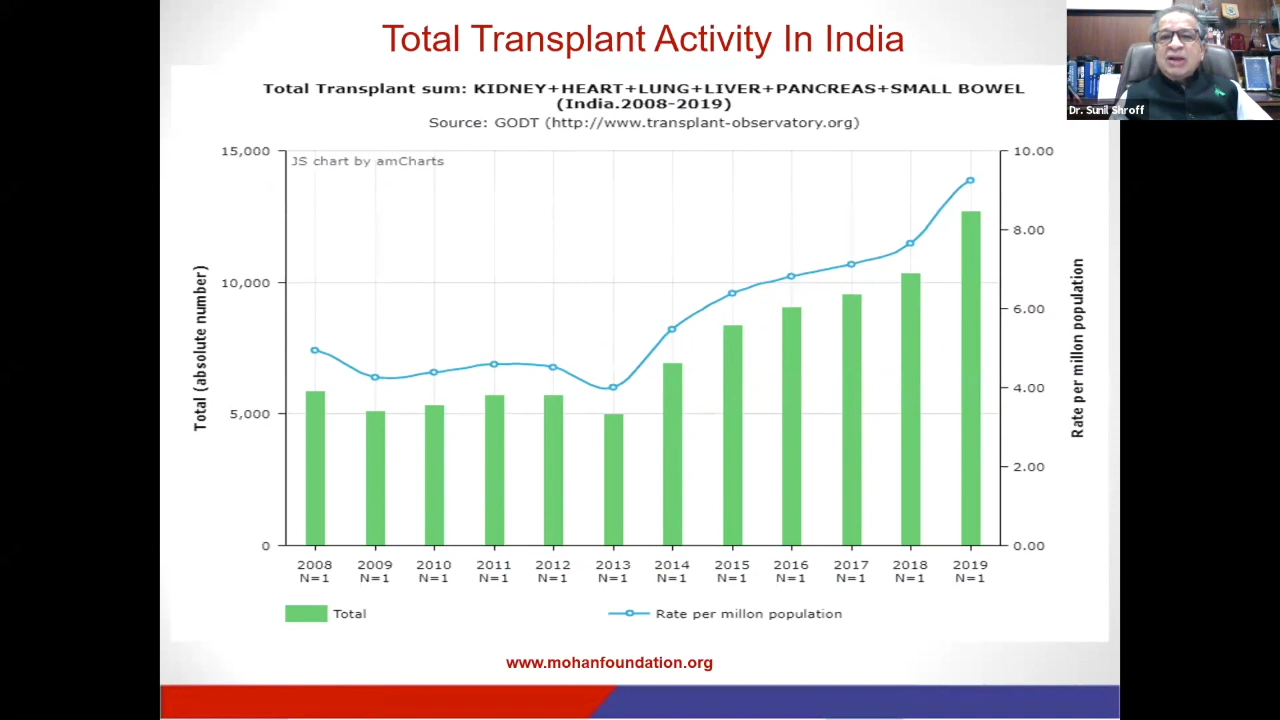 Total Transplant Activity In India
Dr. Sunil Shroff
Total Transplant sum: KIDNEY+HEART+LUNG+LIVER+PANCREAS+SMALL BOWEL
(India.2008-2019)
Source: GODT (http://www.transplant-observatory.org)
JS chart by amCharts
Total (absolute number)
15,000
10,000
5,000
0
10.00
8.00
6.00
4.00
2.00
0.00
Rate per millon population
2008 2009 2010 2011 2012 2013 2014 2015 2016 2017 2018 2019
N=1 N=1 N=1 N=1 N=1 N=1 N=1 N=1 N=1 N=1 N=1 N=1
Total
Rate per millon population
www.mohanfoundation.org